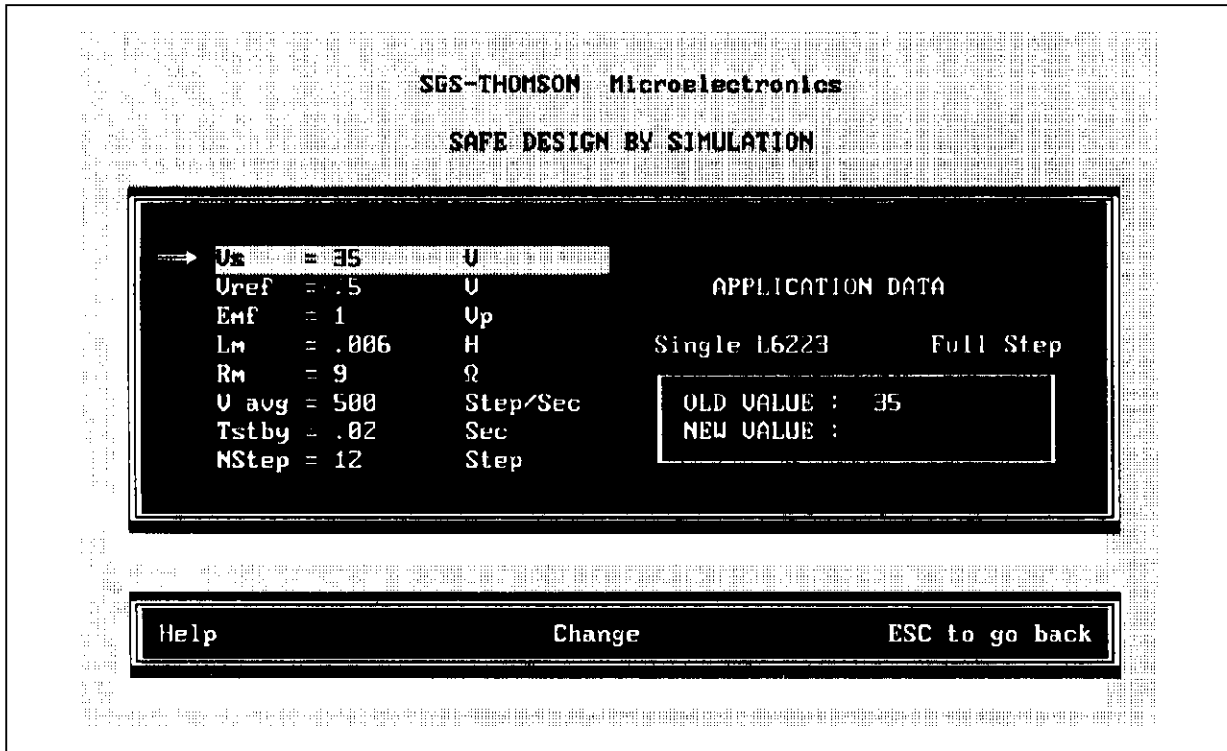 SGS-THOMSON Microelectronics
SAFE DESIGN BY SIMULATION
⟹ Vs = 35 V
Vref = .5 V
Emf = 1 Vp
Lm = .006 H
Rm = 9 Ω
V avg = 500 Step/Sec
Tstby = .02 Sec
NStep = 12 Step
APPLICATION DATA
Single L6223 Full Step
OLD VALUE : 35
NEW VALUE :
Help Change ESC to go back